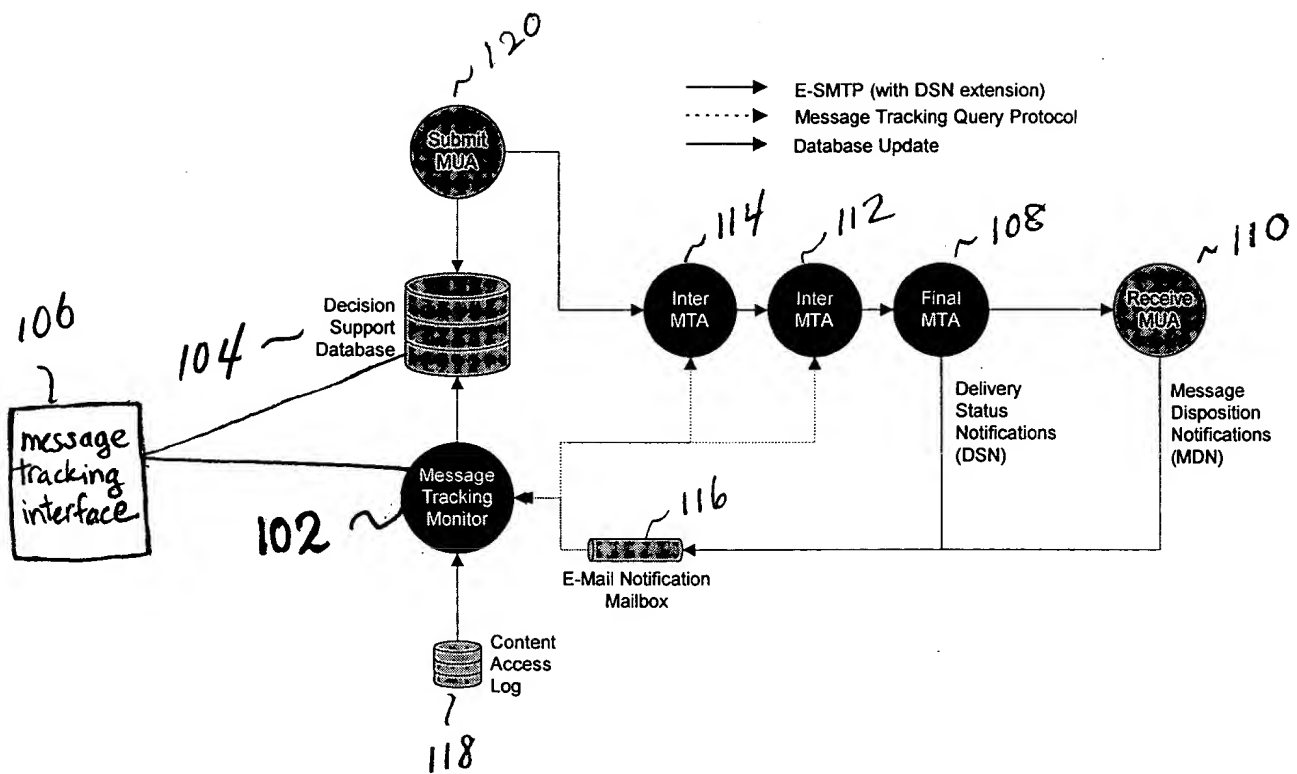 120
Submit
MUA
E-SMTP (with DSN extension)
Message Tracking Query Protocol
Database Update
114
112
108
110
Inter
MTA
Inter
MTA
Final
MTA
Receive
MUA
Decision
Support
Database
104
106
message
tracking
interface
Delivery
Status
Notifications
(DSN)
Message
Disposition
Notifications
(MDN)
Message
Tracking
Monitor
102
116
E-Mail Notification
Mailbox
Content
Access
Log
118